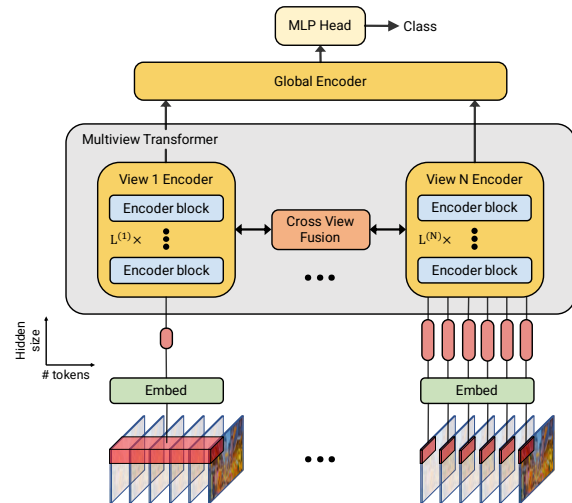 MLP Head
Class
Global Encoder
Multiview Transformer
View 1 Encoder
View N Encoder
Encoder block
Encoder block
L(1)×
Cross View
Fusion
L(N)×
Encoder block
Encoder block
Hidden
size
# tokens
Embed
Embed